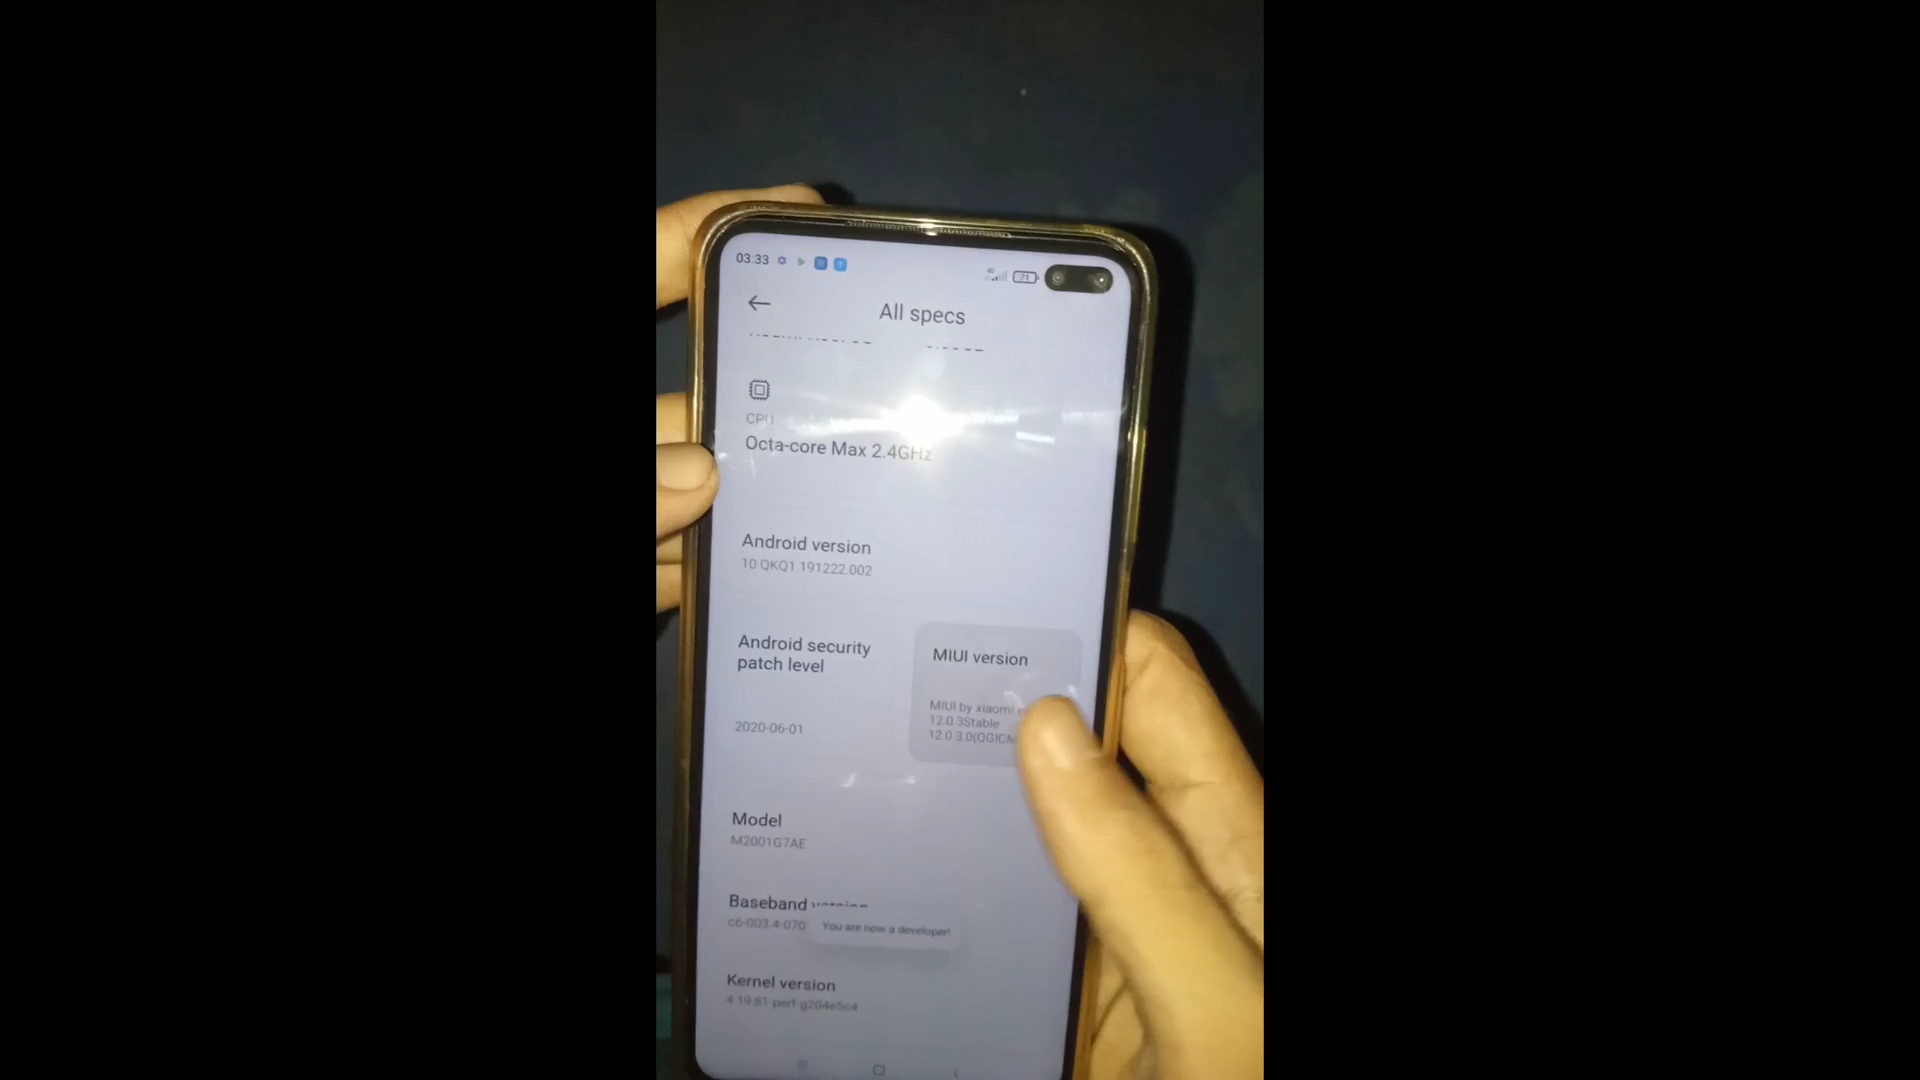 03:33
4G
71
All specs
CPU
Octa-core Max 2.4GHz
Android version
10 QKQ1 191222.002
Android security
patch level
2020-06-01
MIUI version
MIUI by xiaomi
12.0.3Stable
12.0.3.0(QGICM
Model
M2001G7AE
Baseband version
c6-003.4-070
You are now a developer!
Kernel version
4.19.81-perf-g204e5c4